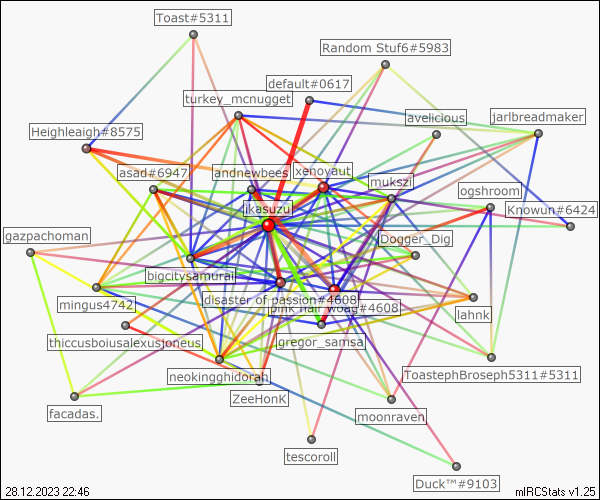 Toast#5311
Random Stuf6#5983
default#0617
turkey_mcnugget
avelicious
jarlbreadmaker
Heighleaigh#8575
asad#6947
andnewbees
xenoyaut
mukszi
ogshroom
ikasuzu
Knowun#6424
gazpachoman
Dogger_Dig
bigcitysamurai
mingus4742
disaster of passion#4608
pink hair woag#4608
lahnk
thiccusboiusalexusjoneus
gregor_samsa
neokingghidorah
ToastephBroseph5311#5311
ZeeHonK
facadas.
moonraven
tescoroll
Duck™#9103
28.12.2023 22:46
mIRCStats v1.25